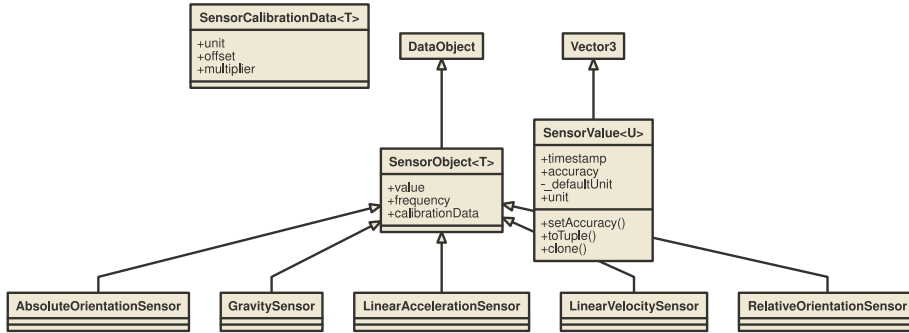 SensorCalibrationData<T>
+unit
+offset
+multiplier
DataObject
Vector3
SensorValue<U>
+timestamp
+accuracy
-_defaultUnit
+unit
+setAccuracy()
+toTuple()
+clone()
SensorObject<T>
+value
+frequency
+calibrationData
AbsoluteOrientationSensor
GravitySensor
LinearAccelerationSensor
LinearVelocitySensor
RelativeOrientationSensor